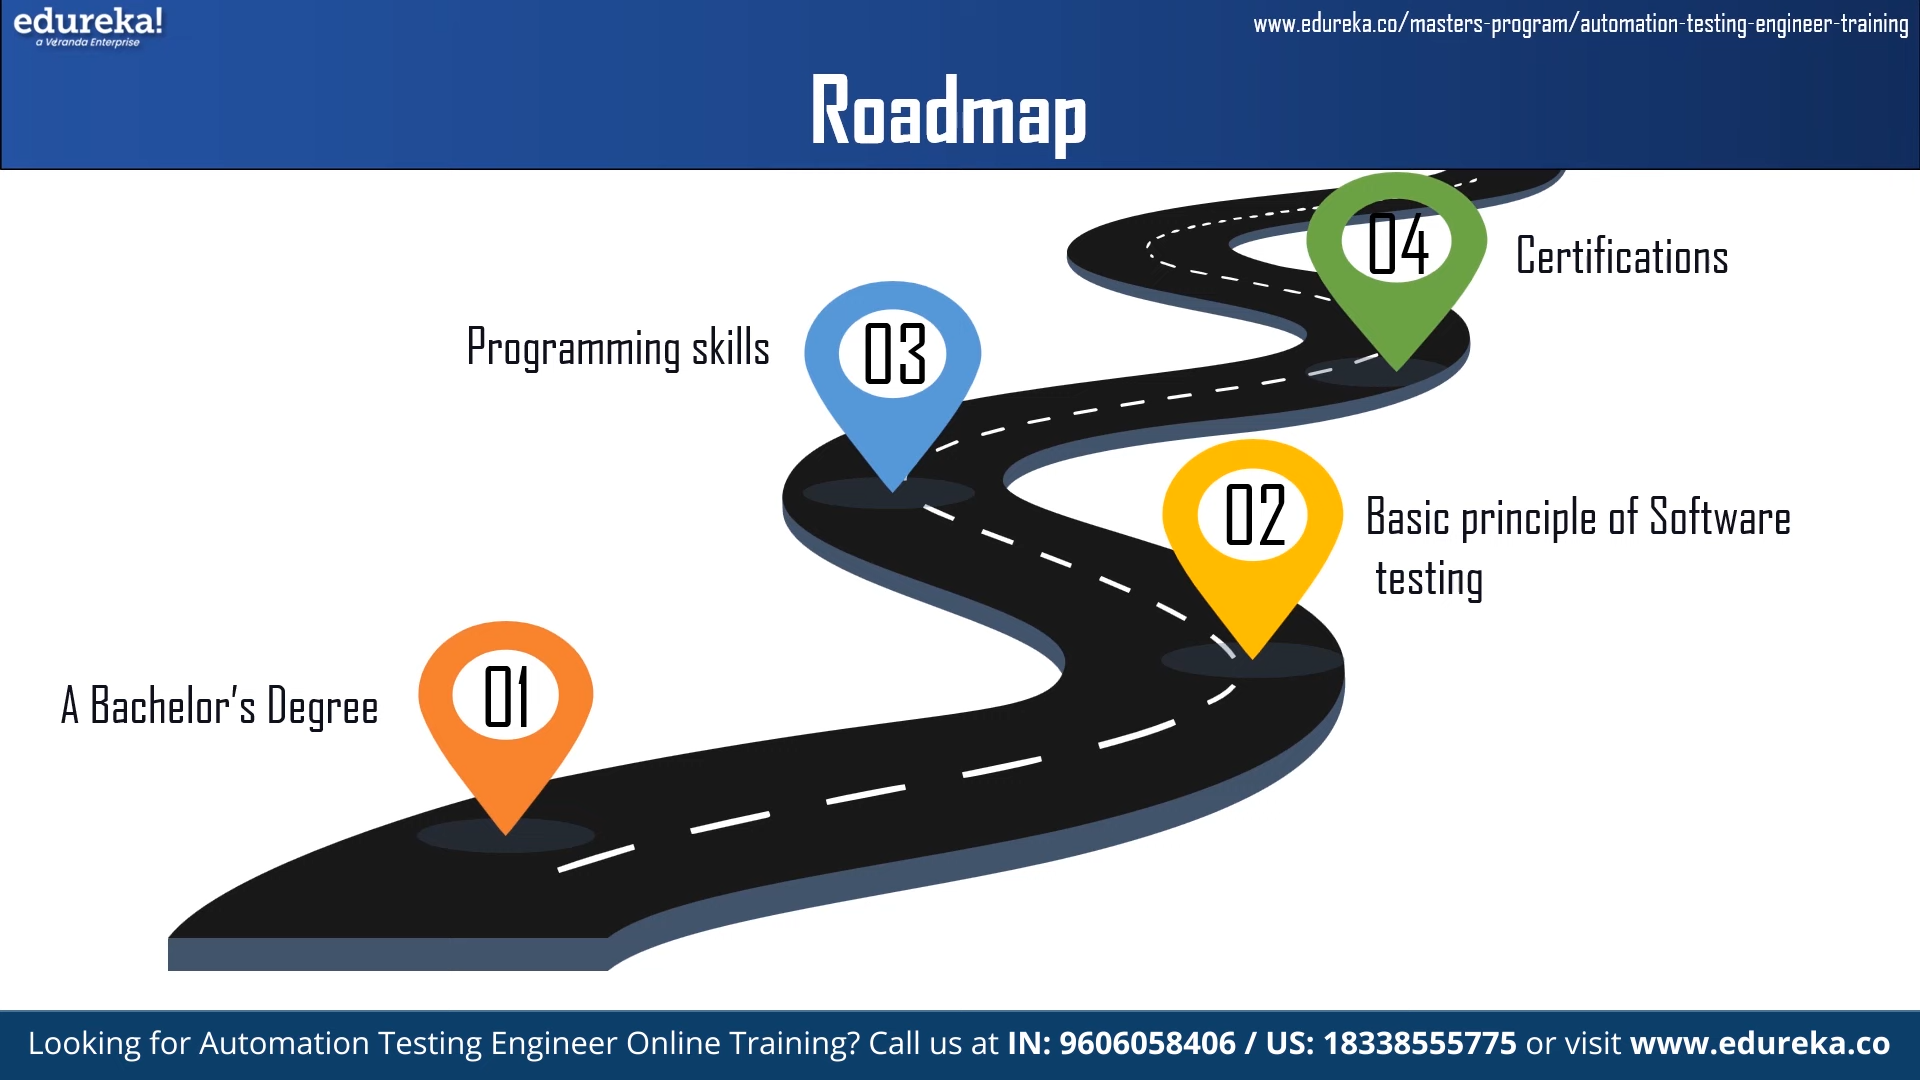 edureka!
a Veranda Enterprise
www.edureka.co/masters-program/automation-testing-engineer-training
Roadmap
04
Certifications
Programming skills
03
02
Basic principle of Software
testing
A Bachelor's Degree
01
Looking for Automation Testing Engineer Online Training? Call us at IN: 9606058406 / US: 18338555775 or visit www.edureka.co